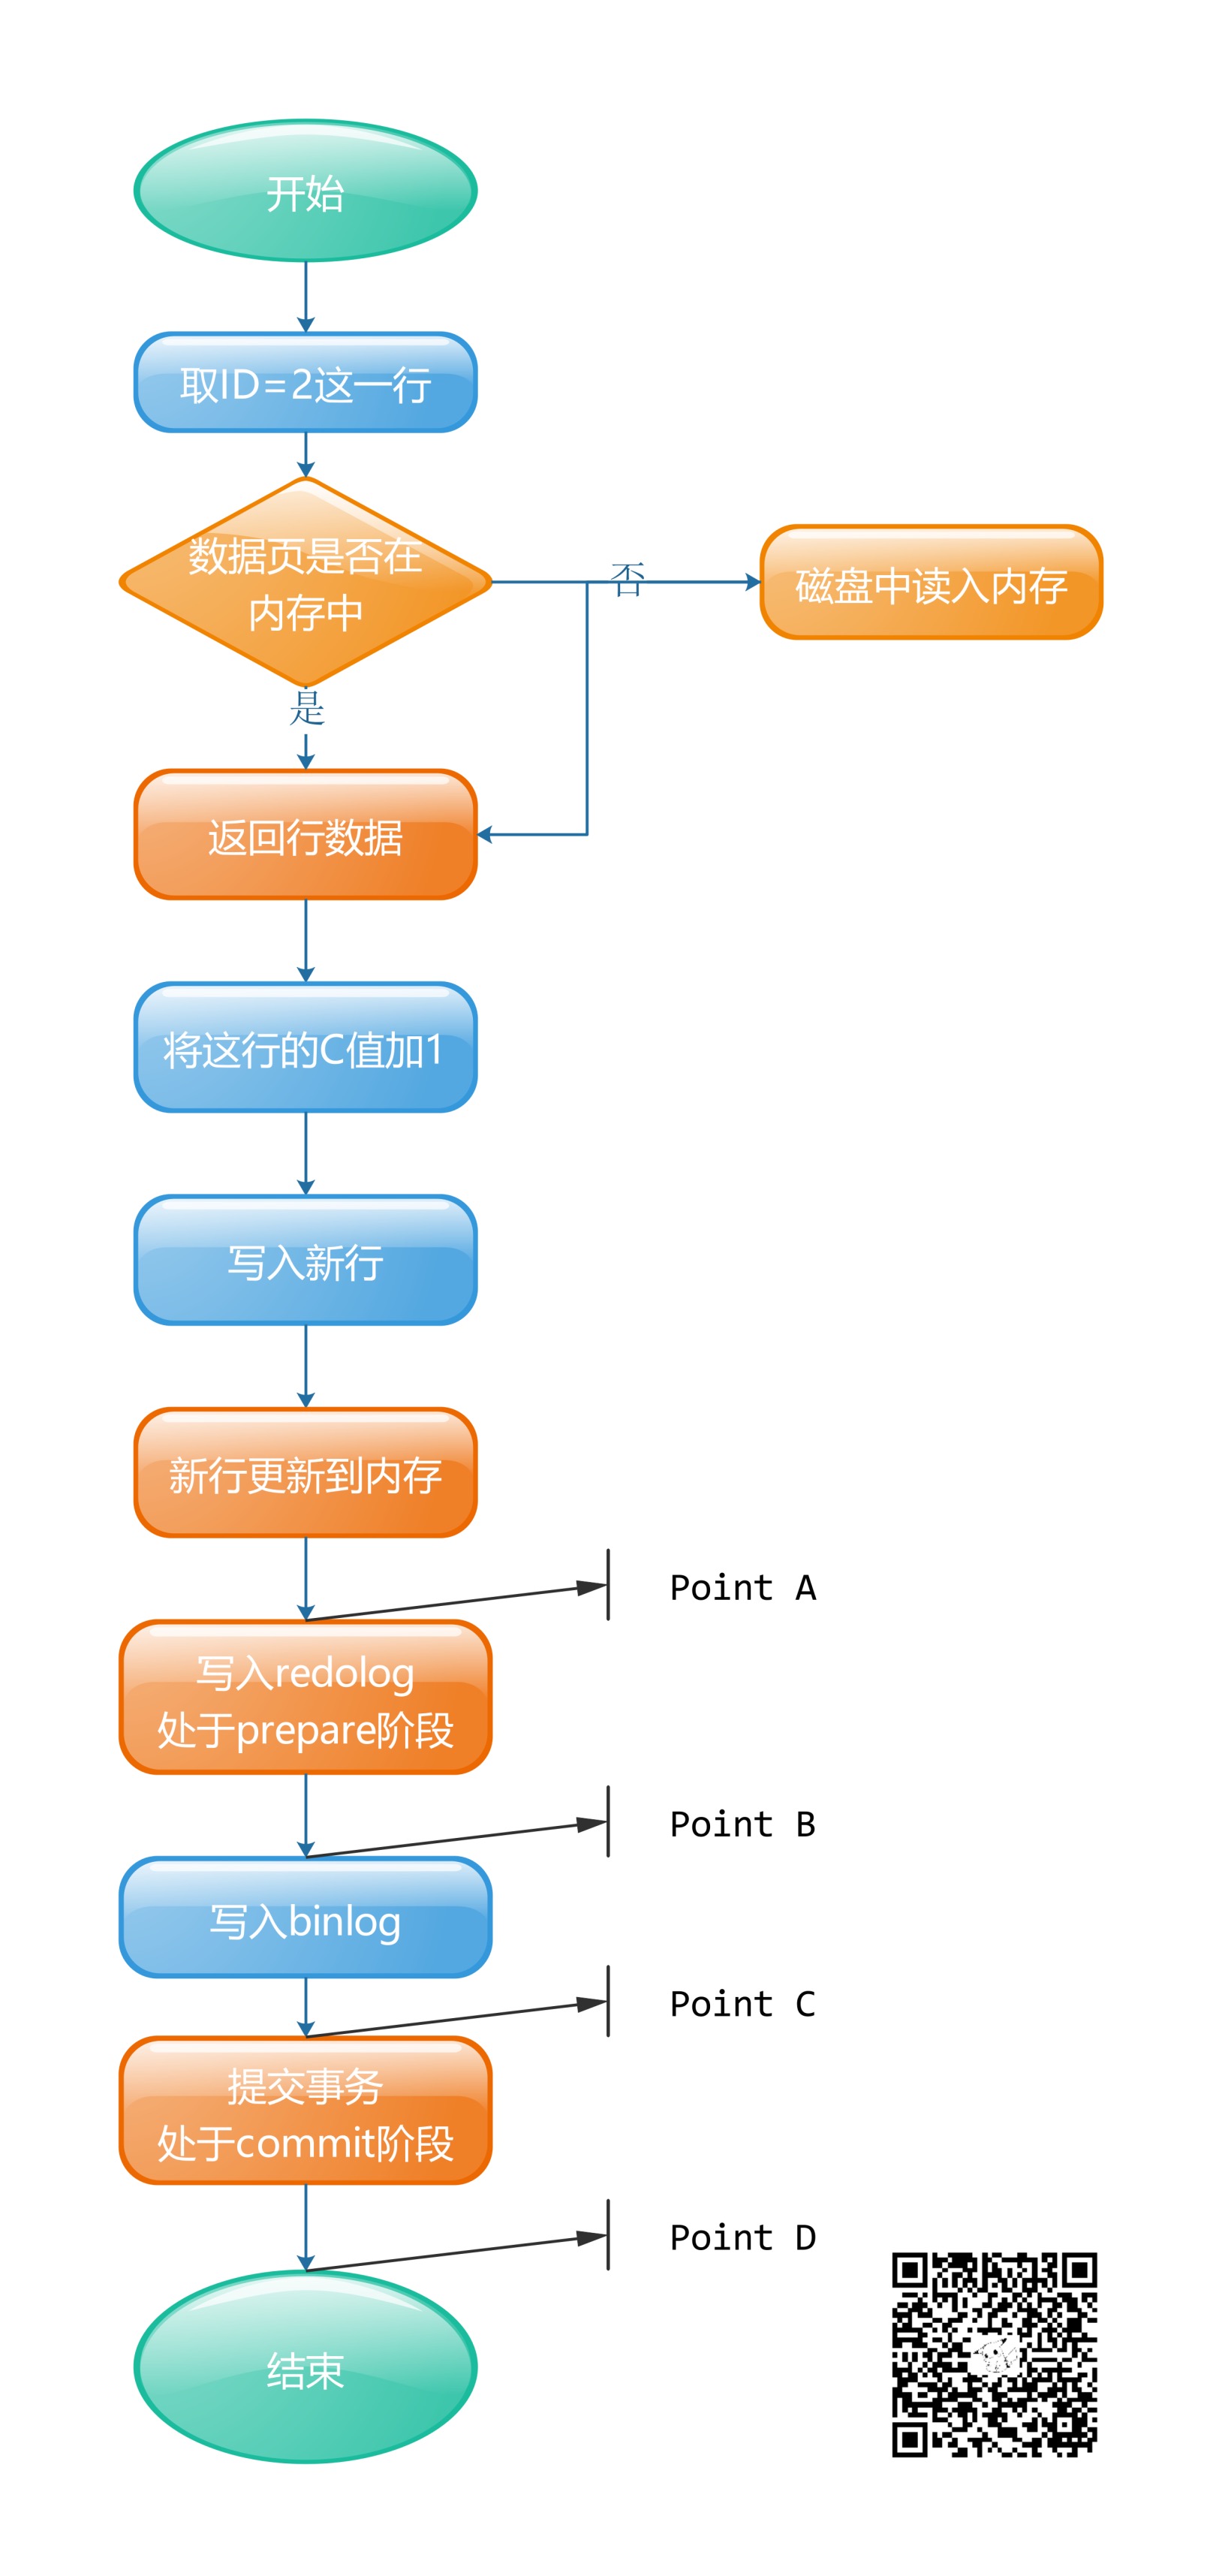 开始
取ID=2这一行
数据页是否在
内存中
否
磁盘中读入内存
是
返回行数据
将这行的C值加1
写入新行
新行更新到内存
Point A
写入redolog
处于prepare阶段
Point B
写入binlog
Point C
提交事务
处于commit阶段
Point D
结束